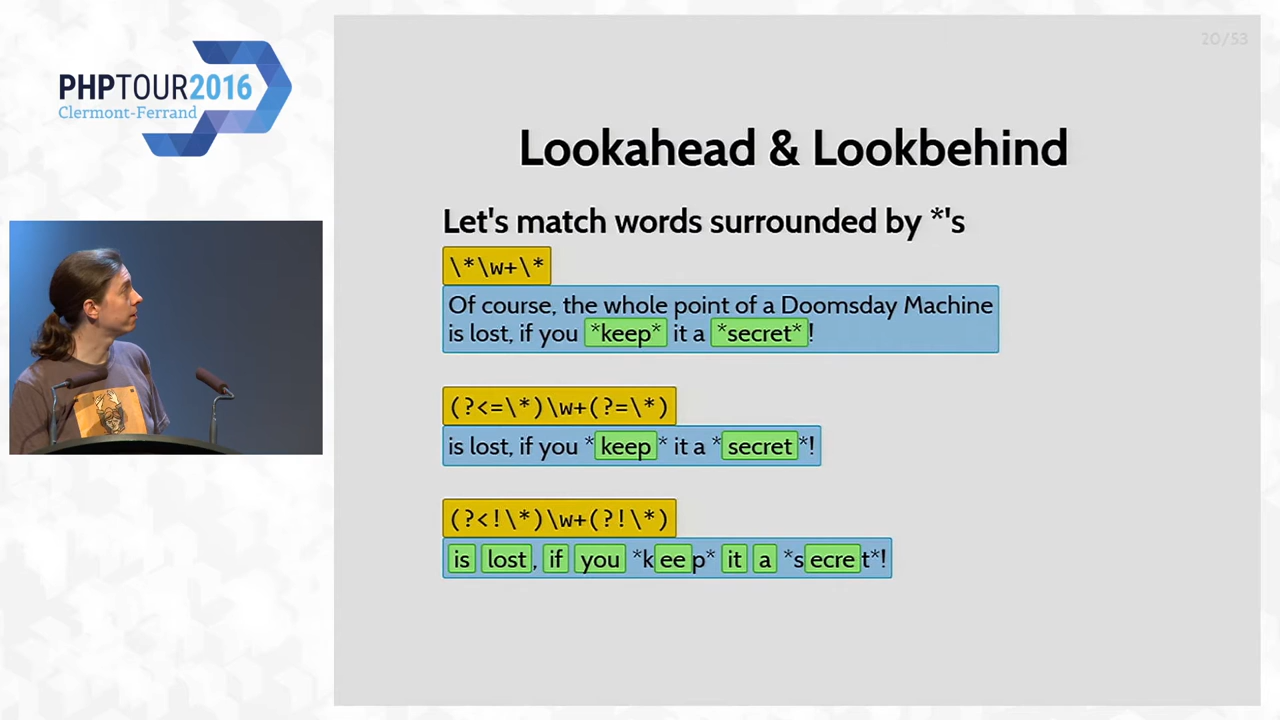 PHPTOUR2016
Clermont-Ferrand
20/53
Lookahead & Lookbehind
Let's match words surrounded by *'s
\*\w+\*
Of course, the whole point of a Doomsday Machine
is lost, if you *keep* it a *secret*!
(?<=\*)\w+(?=\*)
is lost, if you *keep* it a *secret*!
(?<!\*)\w+(?!\*)
is lost, if you *keep* it a *secret*!